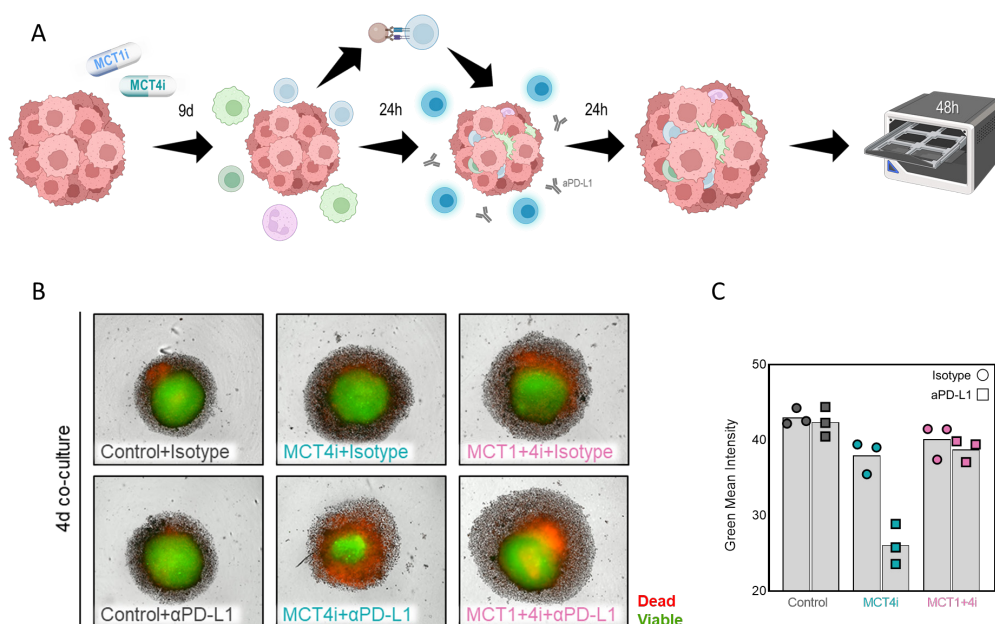 A
MCT1i
MCT4i
9d
24h
24h
48h
aPD-L1
B
4d co-culture
Control+Isotype
MCT4i+Isotype
MCT1+4i+Isotype
Control+αPD-L1
MCT4i+αPD-L1
MCT1+4i+αPD-L1
Dead
Viable
C
Green Mean Intensity
50
40
30
20
Isotype
aPD-L1
Control
MCT4i
MCT1+4i